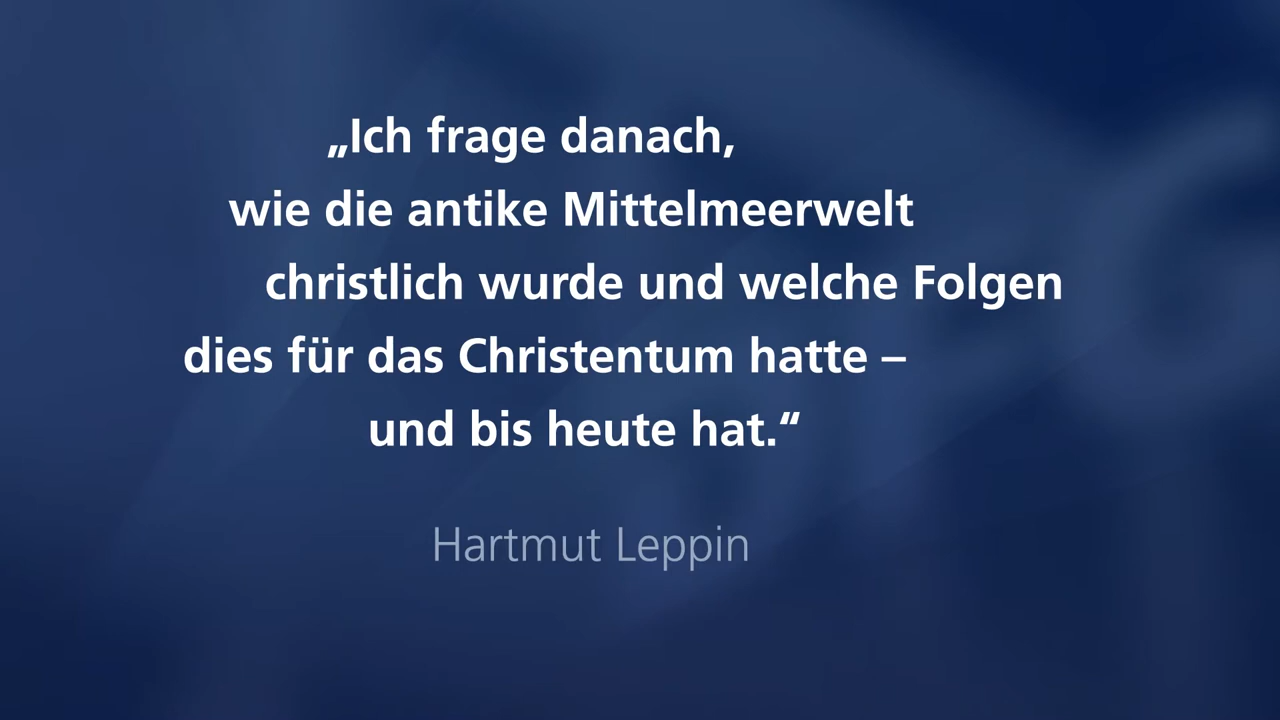 „Ich frage danach,
wie die antike Mittelmeerwelt
christlich wurde und welche Folgen
dies für das Christentum hatte –
und bis heute hat.“
Hartmut Leppin